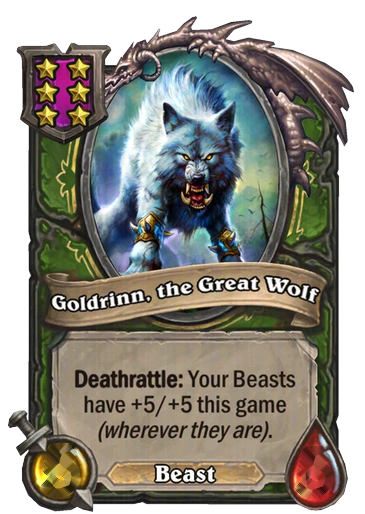 Goldrinn, the Great Wolf
Deathrattle: Your Beasts
have +5/+5 this game
(wherever they are).
Beast